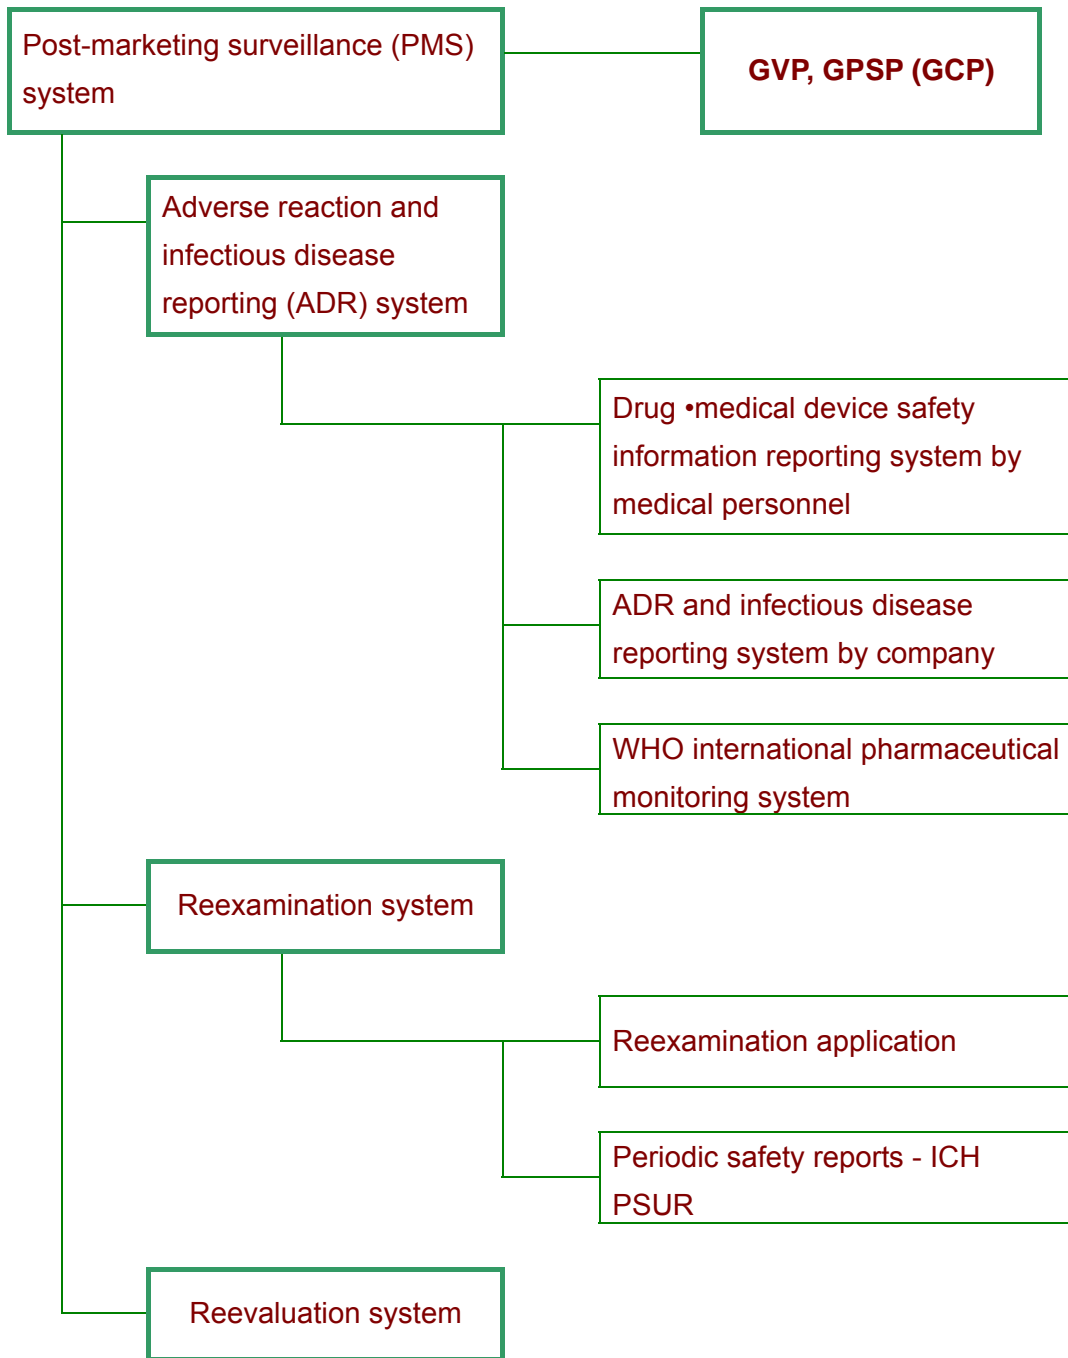 Post-marketing surveillance (PMS)
system
GVP, GPSP (GCP)
Adverse reaction and
infectious disease
reporting (ADR) system
Drug •medical device safety
information reporting system by
medical personnel
ADR and infectious disease
reporting system by company
WHO international pharmaceutical
monitoring system
Reexamination system
Reexamination application
Periodic safety reports - ICH
PSUR
Reevaluation system